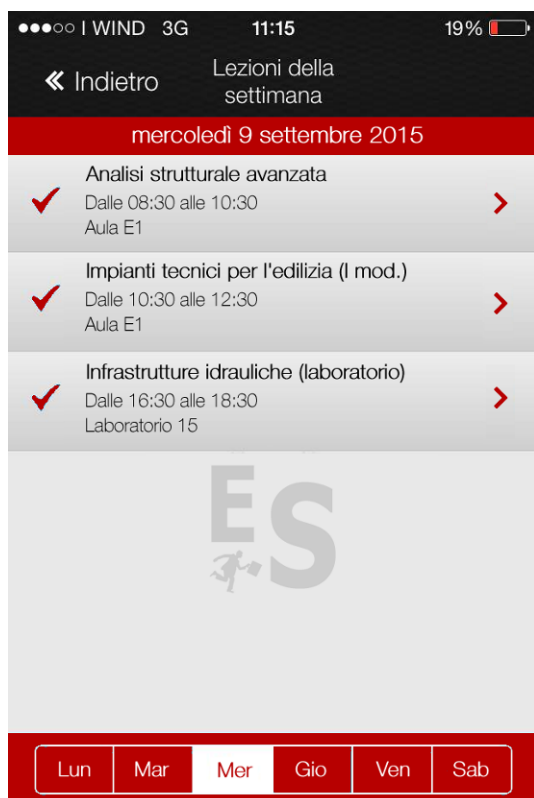 I WIND 3G 11:15 19%
Indietro
Lezioni della
settimana
mercoledì 9 settembre 2015
Analisi strutturale avanzata
Dalle 08:30 alle 10:30
Aula E1
Impianti tecnici per l'edilizia (I mod.)
Dalle 10:30 alle 12:30
Aula E1
Infrastrutture idrauliche (laboratorio)
Dalle 16:30 alle 18:30
Laboratorio 15
ES
Lun Mar Mer Gio Ven Sab